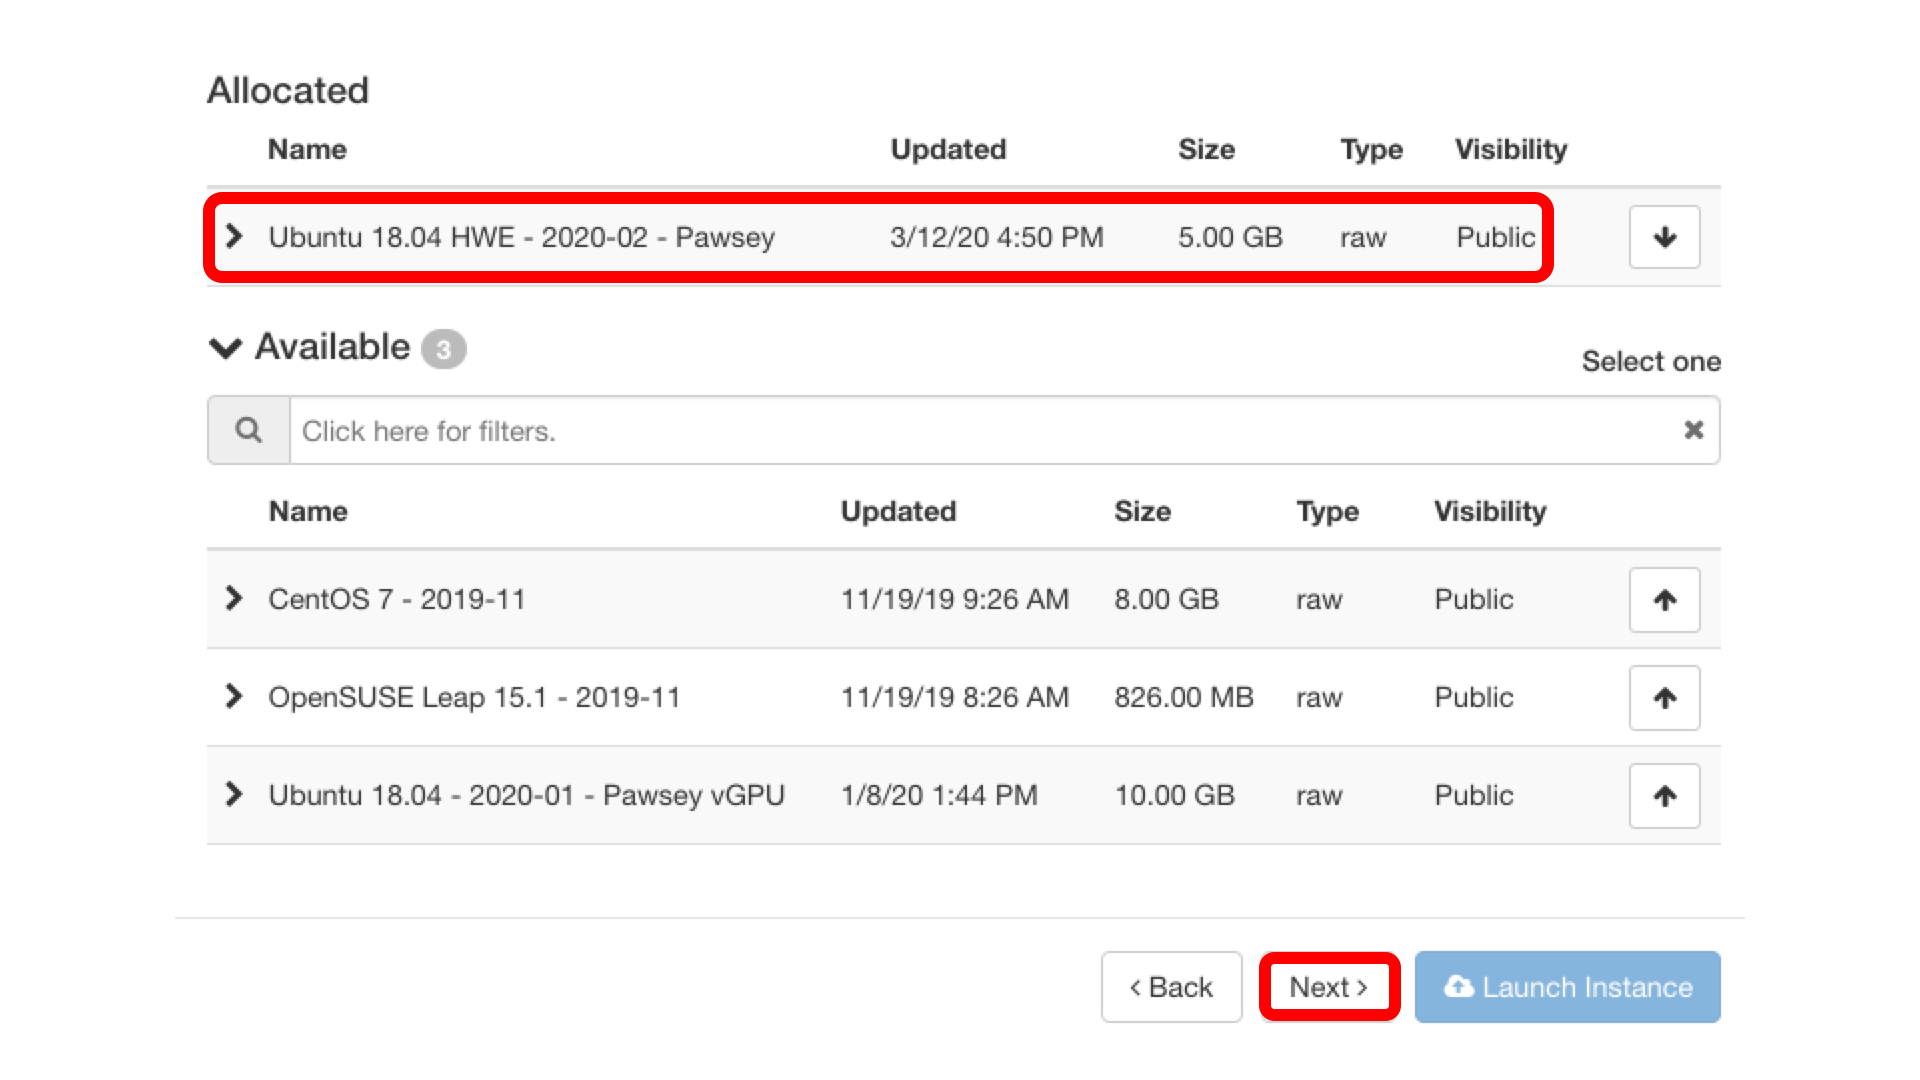 Allocated
Name Updated Size Type Visibility
Ubuntu 18.04 HWE - 2020-02 - Pawsey 3/12/20 4:50 PM 5.00 GB raw Public
Available 3
Select one
Click here for filters.
Name Updated Size Type Visibility
CentOS 7 - 2019-11 11/19/19 9:26 AM 8.00 GB raw Public
OpenSUSE Leap 15.1 - 2019-11 11/19/19 8:26 AM 826.00 MB raw Public
Ubuntu 18.04 - 2020-01 - Pawsey vGPU 1/8/20 1:44 PM 10.00 GB raw Public
‹ Back Next › Launch Instance